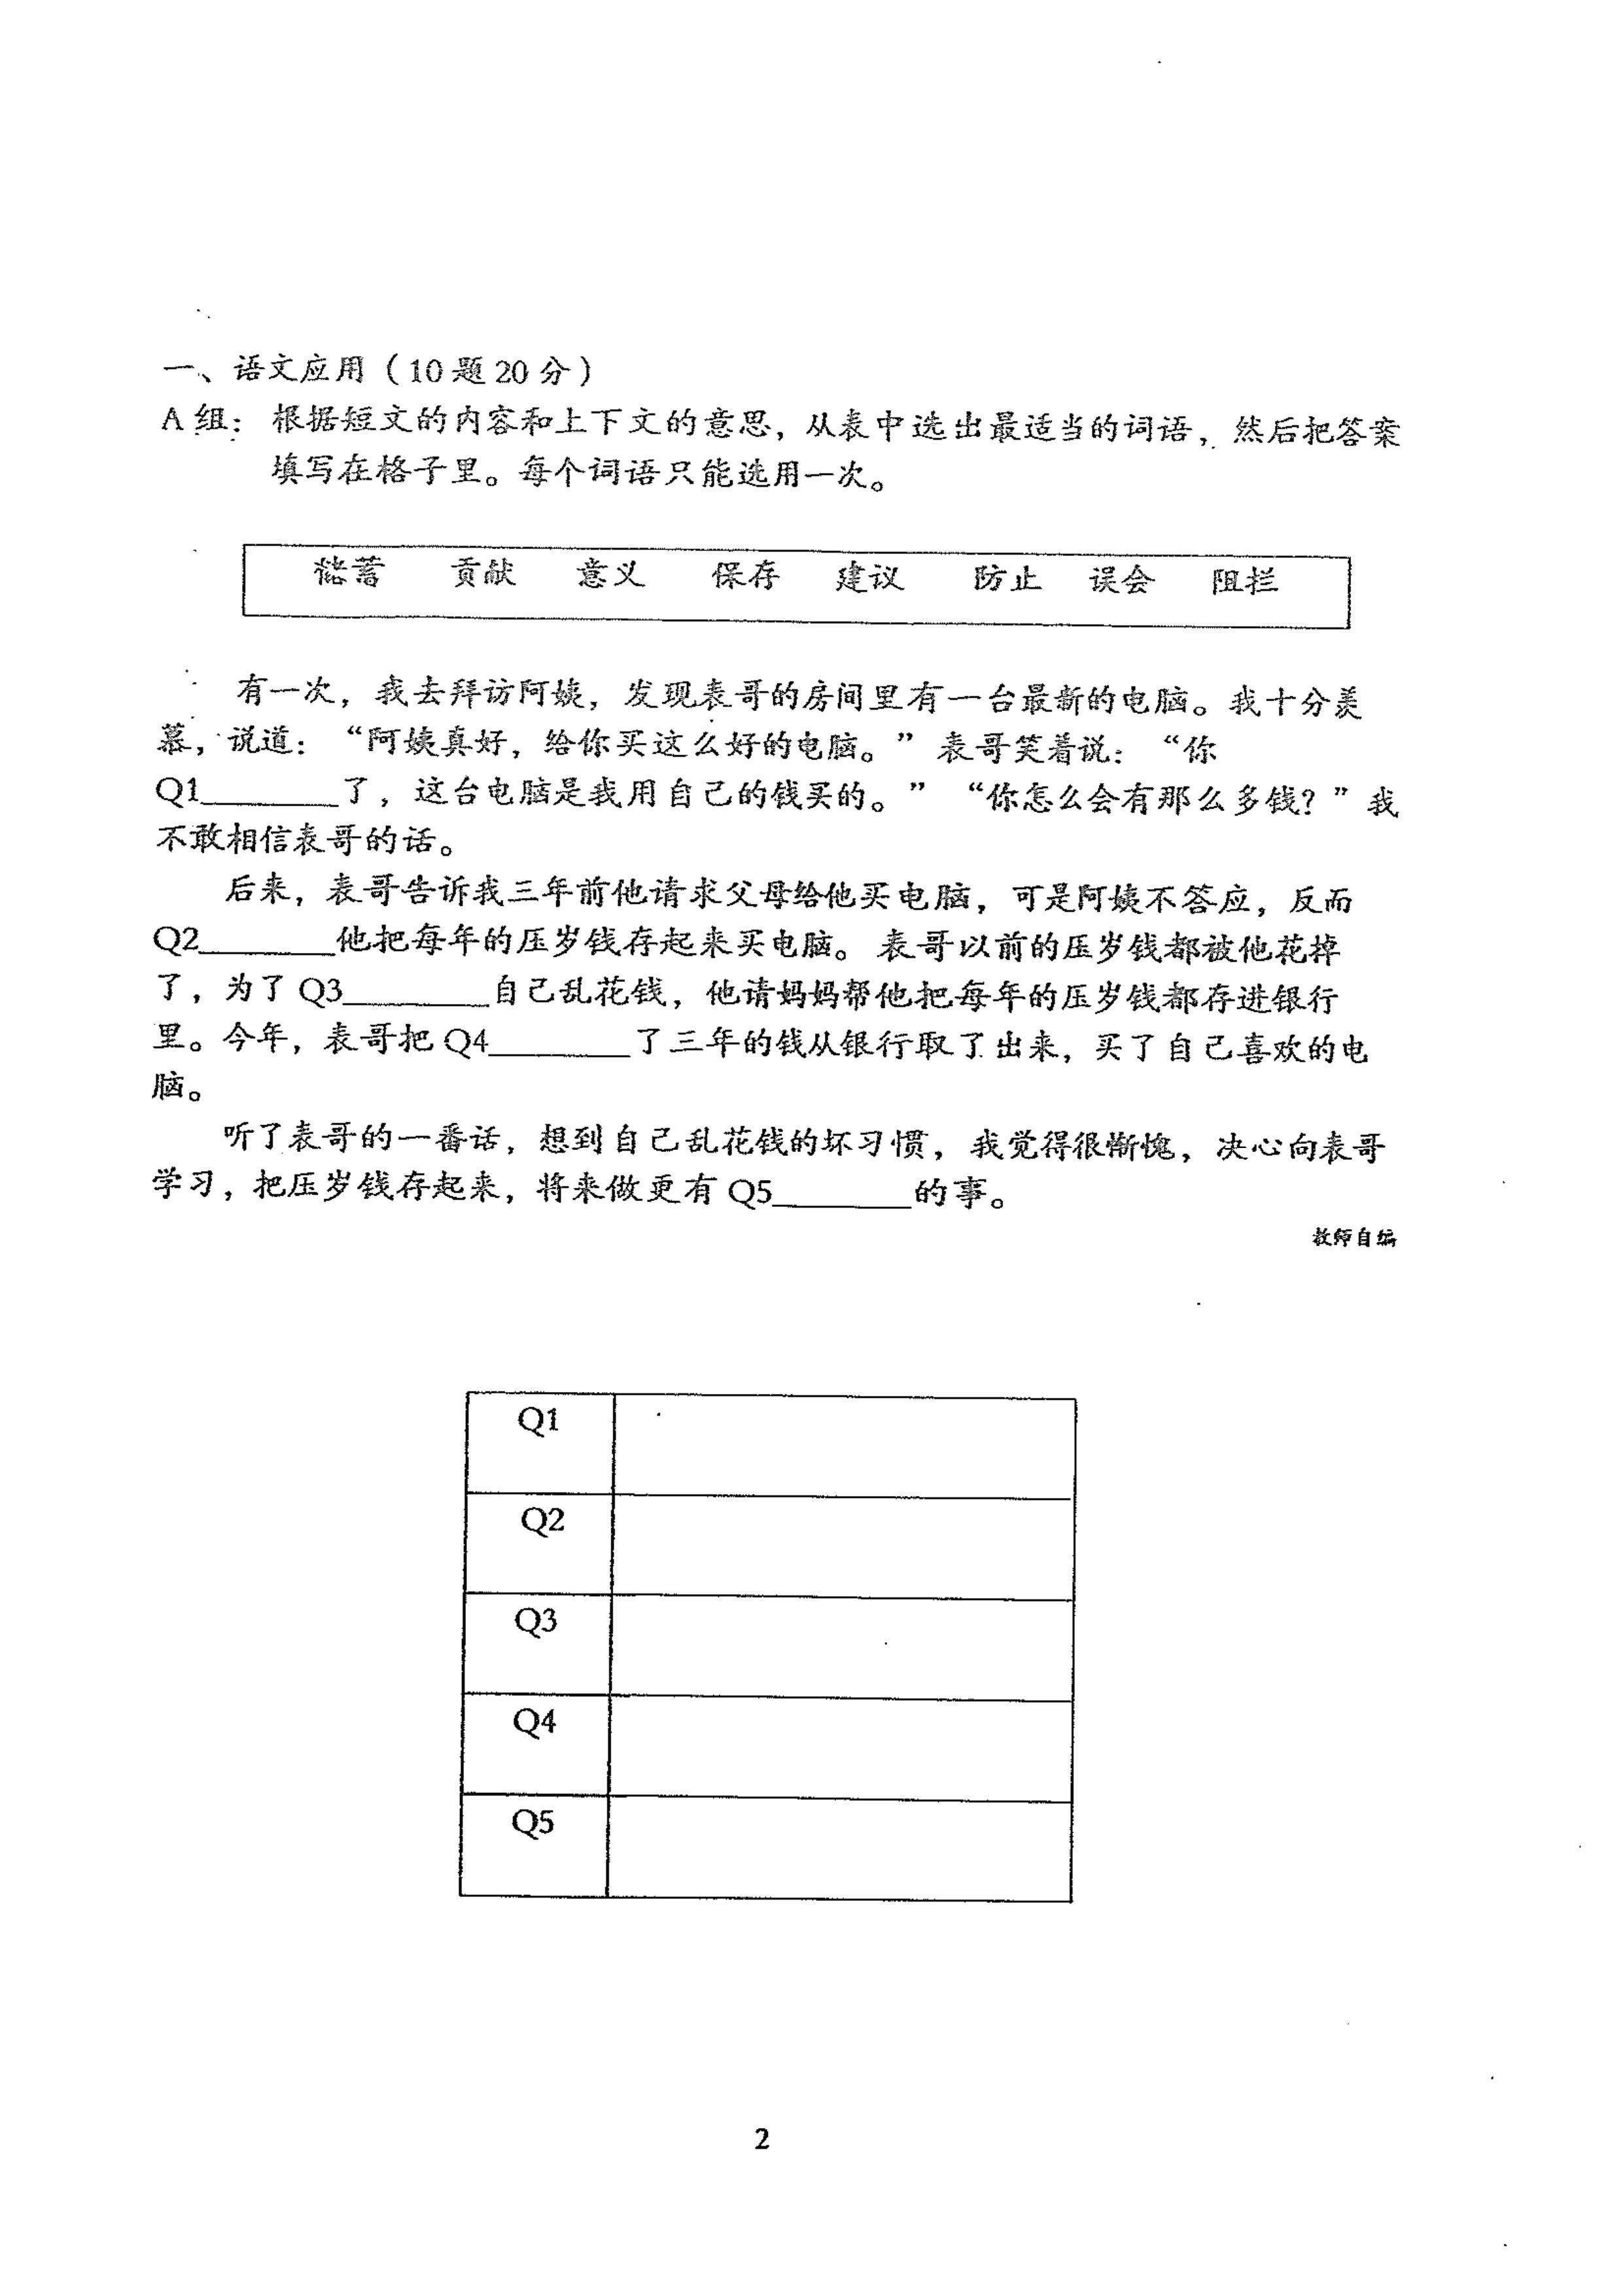 一、语文应用（10题20分）
A组：根据短文的内容和上下文的意思，从表中选出最适当的词语，然后把答案
填写在格子里。每个词语只能选用一次。
储蓄 贡献 意义 保存 建议 防止 误会 阻拦
有一次，我去拜访阿姨，发现表哥的房间里有一台最新的电脑。我十分羡
慕，说道：“阿姨真好，给你买这么好的电脑。”表哥笑着说：“你
Q1________了，这台电脑是我用自己的钱买的。”“你怎么会有那么多钱？”我
不敢相信表哥的话。
后来，表哥告诉我三年前他请求父母给他买电脑，可是阿姨不答应，反而
Q2________他把每年的压岁钱存起来买电脑。表哥以前的压岁钱都被他花掉
了，为了Q3________自己乱花钱，他请妈妈帮他把每年的压岁钱都存进银行
里。今年，表哥把Q4________了三年的钱从银行取了出来，买了自己喜欢的电
脑。
听了表哥的一番话，想到自己乱花钱的坏习惯，我觉得很惭愧，决心向表哥
学习，把压岁钱存起来，将来做更有Q5________的事。
教师自编
Q1
Q2
Q3
Q4
Q5
2